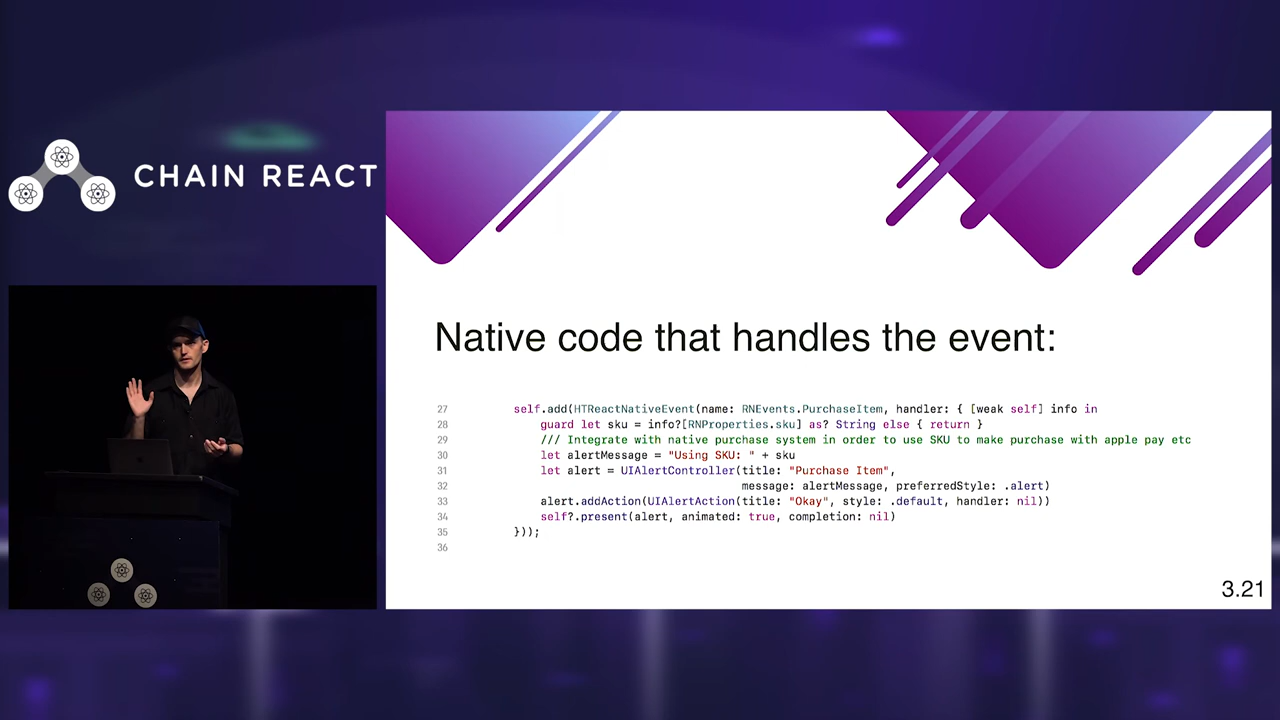 CHAIN REACT
Native code that handles the event:
27 self.add(HTReactNativeEvent(name: RNEvents.PurchaseItem, handler: { [weak self] info in
28 guard let sku = info?[RNProperties.sku] as? String else { return }
29 /// Integrate with native purchase system in order to use SKU to make purchase with apple pay etc
30 let alertMessage = "Using SKU: " + sku
31 let alert = UIAlertController(title: "Purchase Item",
32 message: alertMessage, preferredStyle: .alert)
33 alert.addAction(UIAlertAction(title: "Okay", style: .default, handler: nil))
34 self?.present(alert, animated: true, completion: nil)
35 }));
36
3.21